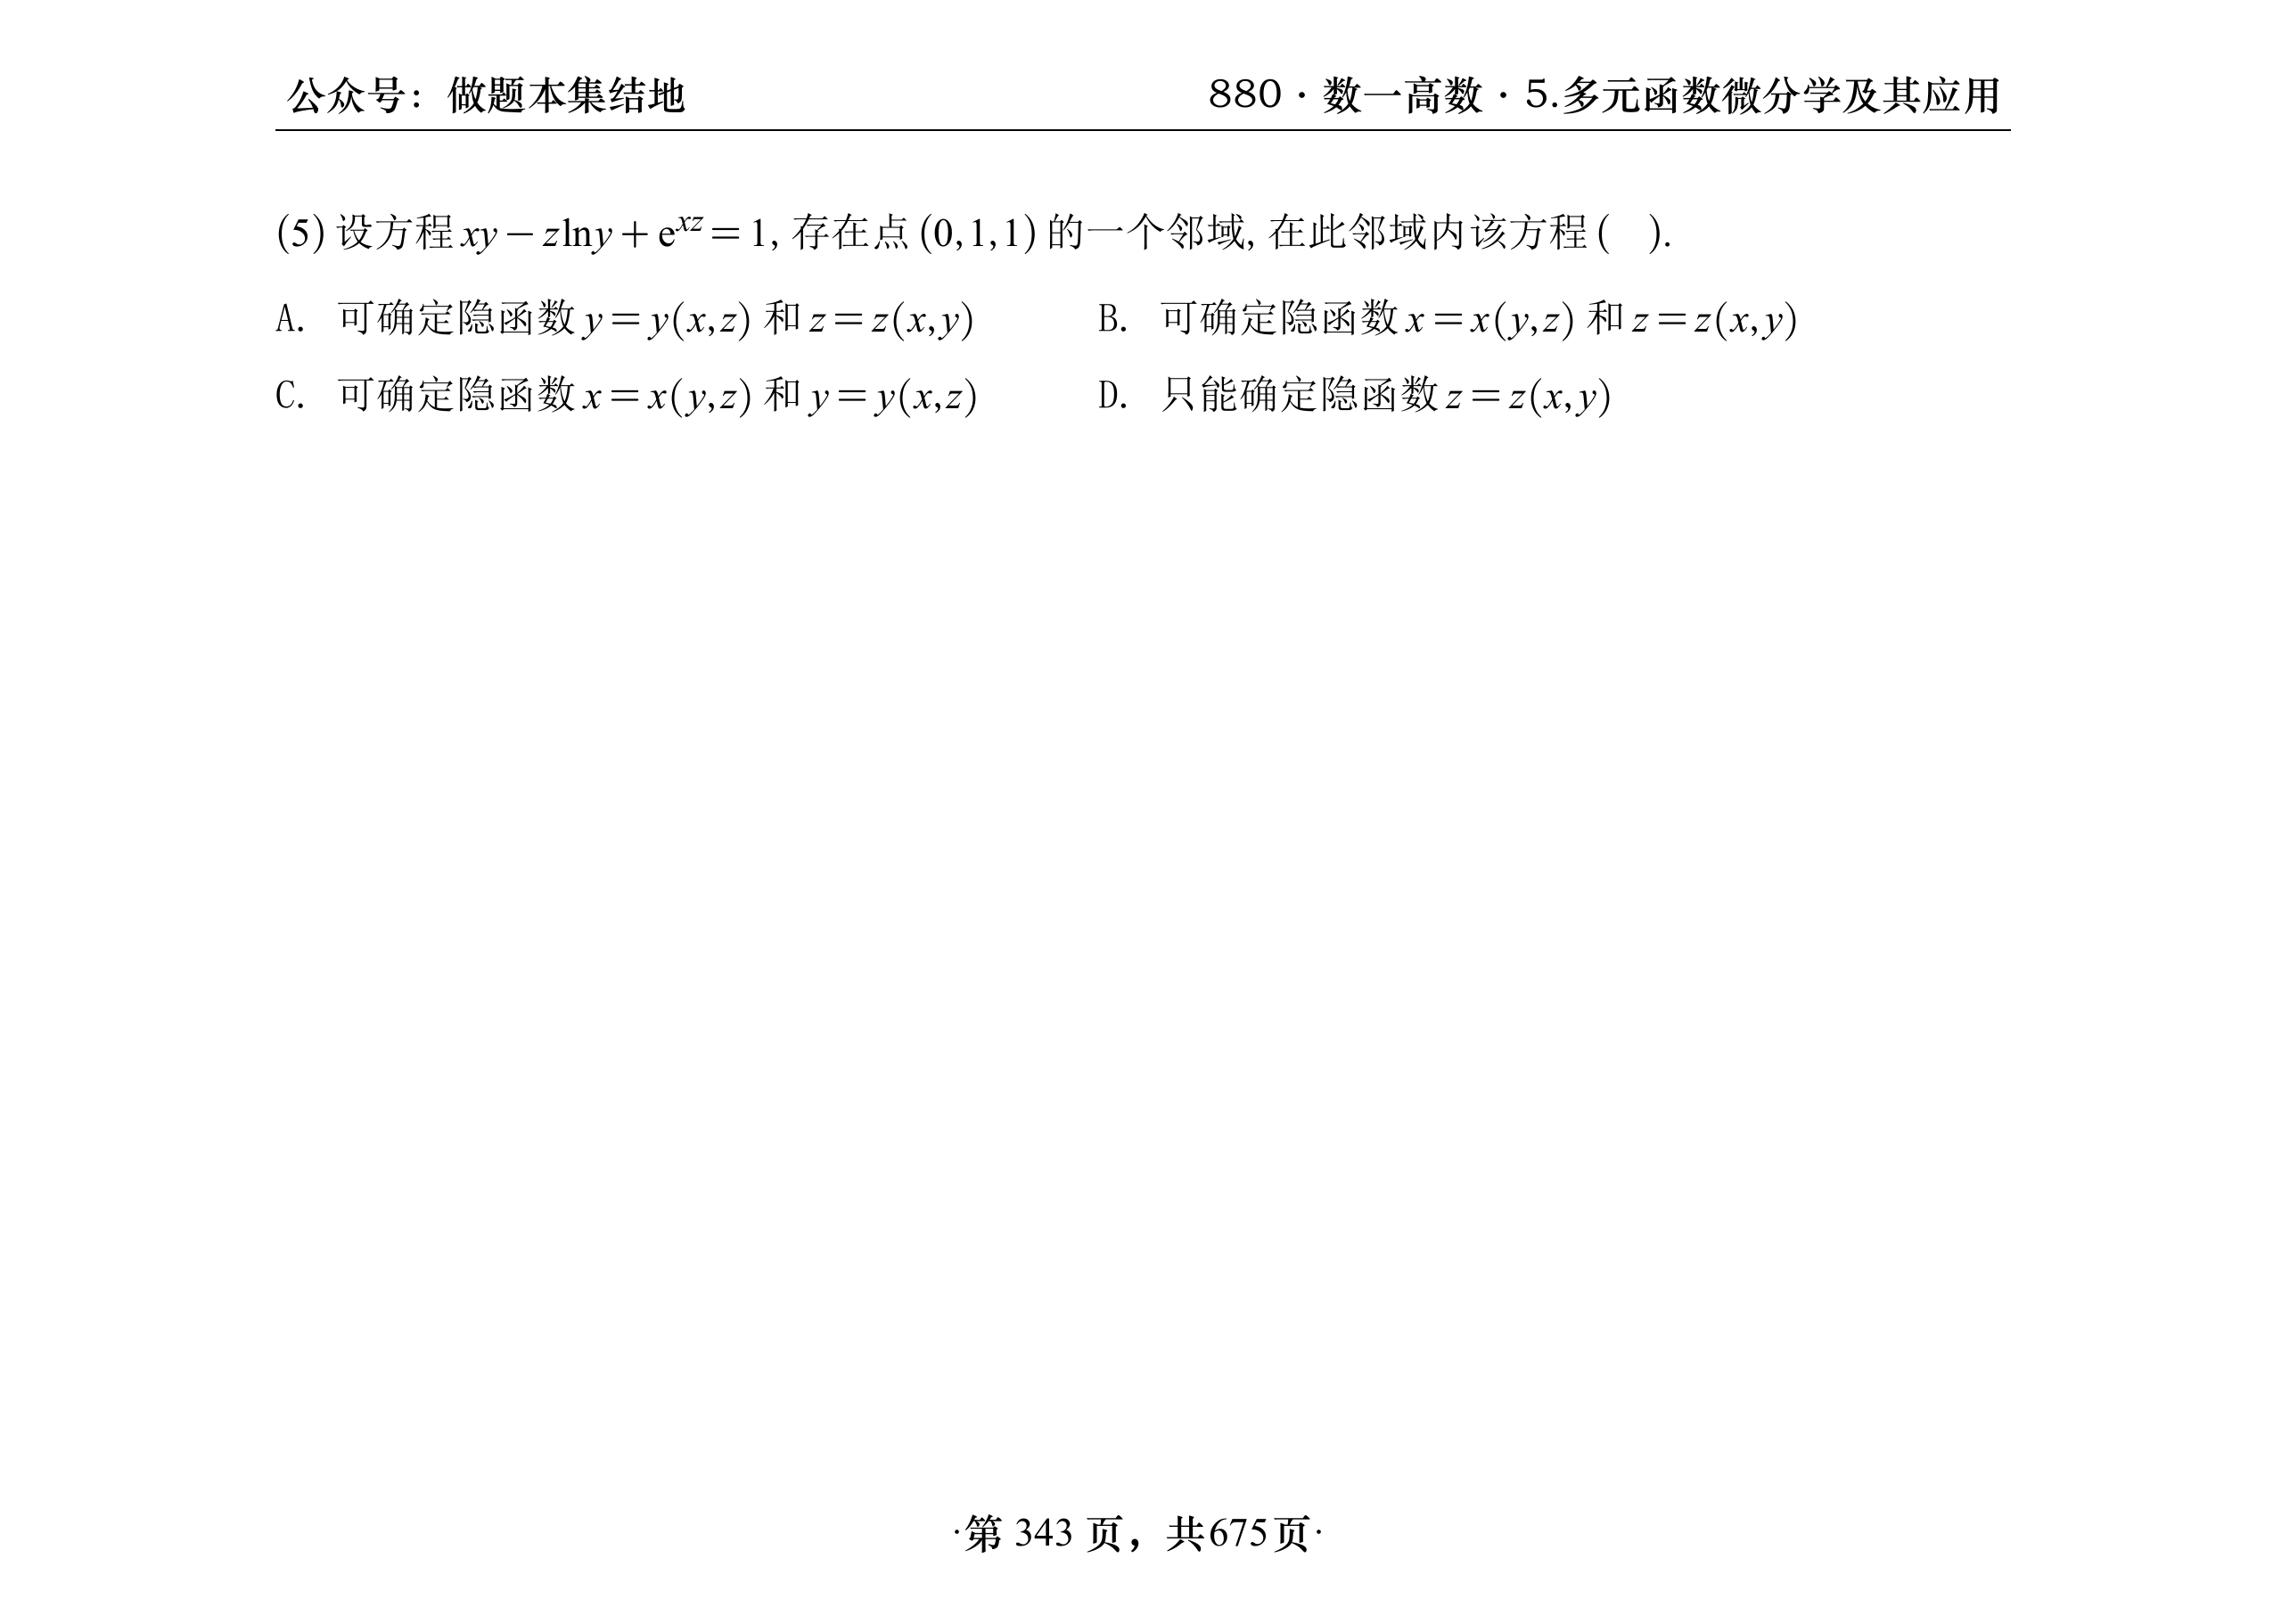 公众号：做题本集结地 880·数一高数·5.多元函数微分学及其应用
(5) 设方程 xy − zlny + e^{xz} = 1, 存在点 (0,1,1) 的一个邻域, 在此邻域内该方程 ( ).
A. 可确定隐函数 y = y(x,z) 和 z = z(x,y) B. 可确定隐函数 x = x(y,z) 和 z = z(x,y)
C. 可确定隐函数 x = x(y,z) 和 y = y(x,z) D. 只能确定隐函数 z = z(x,y)
·第 343 页，共675页·